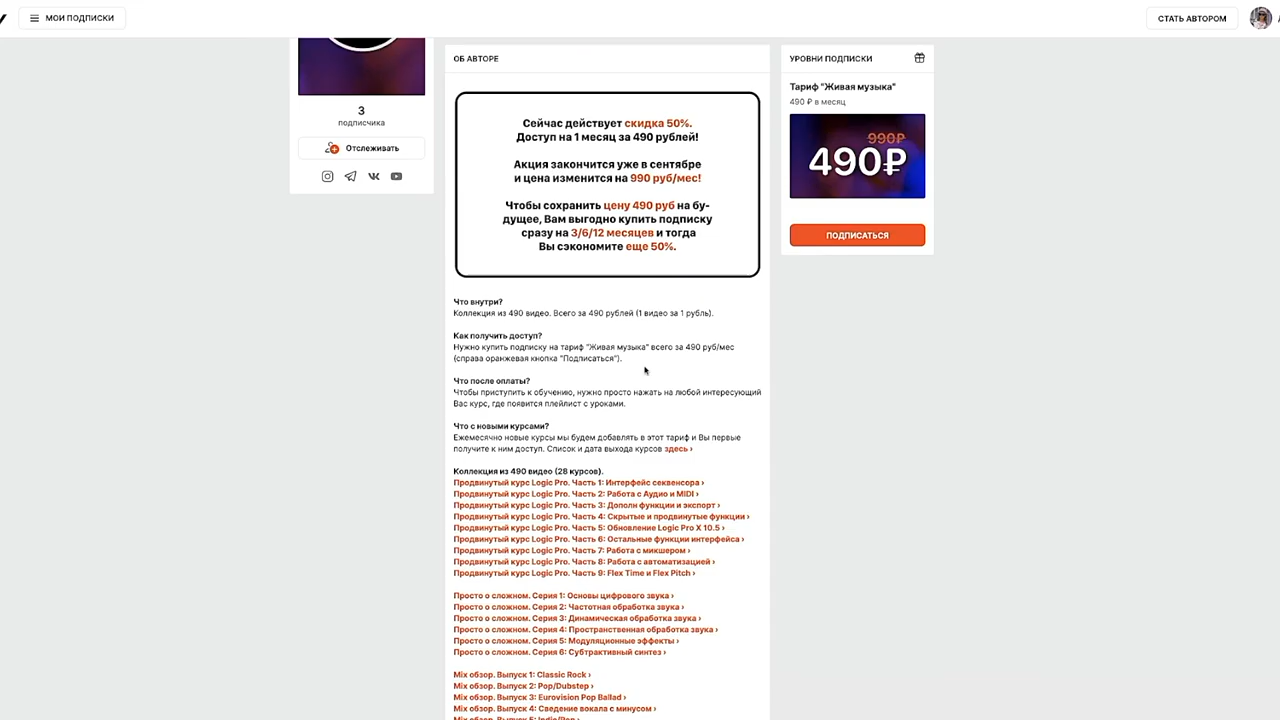 МОИ ПОДПИСКИ
СТАТЬ АВТОРОМ
3
подписчика
Отслеживать
ОБ АВТОРЕ
Сейчас действует скидка 50%.
Доступ на 1 месяц за 490 рублей!
Акция закончится уже в сентябре
и цена изменится на 990 руб/мес!
Чтобы сохранить цену 490 руб на бу-
дущее, Вам выгодно купить подписку
сразу на 3/6/12 месяцев и тогда
Вы сэкономите еще 50%.
Что внутри?
Коллекция из 490 видео. Всего за 490 рублей (1 видео за 1 рубль).
Как получить доступ?
Нужно купить подписку на тариф "Живая музыка" всего за 490 руб/мес
(справа оранжевая кнопка "Подписаться").
Что после оплаты?
Чтобы приступить к обучению, нужно просто нажать на любой интересующий
Вас курс, где появится плейлист с уроками.
Что с новыми курсами?
Ежемесячно новые курсы мы будем добавлять в этот тариф и Вы первые
получите к ним доступ. Список и дата выхода курсов здесь ›
Коллекция из 490 видео (28 курсов).
Продвинутый курс Logic Pro. Часть 1: Интерфейс секвенсора ›
Продвинутый курс Logic Pro. Часть 2: Работа с Аудио и MIDI ›
Продвинутый курс Logic Pro. Часть 3: Дополн функции и экспорт ›
Продвинутый курс Logic Pro. Часть 4: Скрытые и продвинутые функции ›
Продвинутый курс Logic Pro. Часть 5: Обновление Logic Pro X 10.5 ›
Продвинутый курс Logic Pro. Часть 6: Остальные функции интерфейса ›
Продвинутый курс Logic Pro. Часть 7: Работа с микшером ›
Продвинутый курс Logic Pro. Часть 8: Работа с автоматизацией ›
Продвинутый курс Logic Pro. Часть 9: Flex Time и Flex Pitch ›
Просто о сложном. Серия 1: Основы цифрового звука ›
Просто о сложном. Серия 2: Частотная обработка звука ›
Просто о сложном. Серия 3: Динамическая обработка звука ›
Просто о сложном. Серия 4: Пространственная обработка звука ›
Просто о сложном. Серия 5: Модуляционные эффекты ›
Просто о сложном. Серия 6: Субтрактивный синтез ›
Mix обзор. Выпуск 1: Classic Rock ›
Mix обзор. Выпуск 2: Pop/Dubstep ›
Mix обзор. Выпуск 3: Eurovision Pop Ballad ›
Mix обзор. Выпуск 4: Сведение вокала с минусом ›
Mix обзор. Выпуск 5: Indie/Pop ›
УРОВНИ ПОДПИСКИ
Тариф "Живая музыка"
490 ₽ в месяц
990₽
490₽
ПОДПИСАТЬСЯ